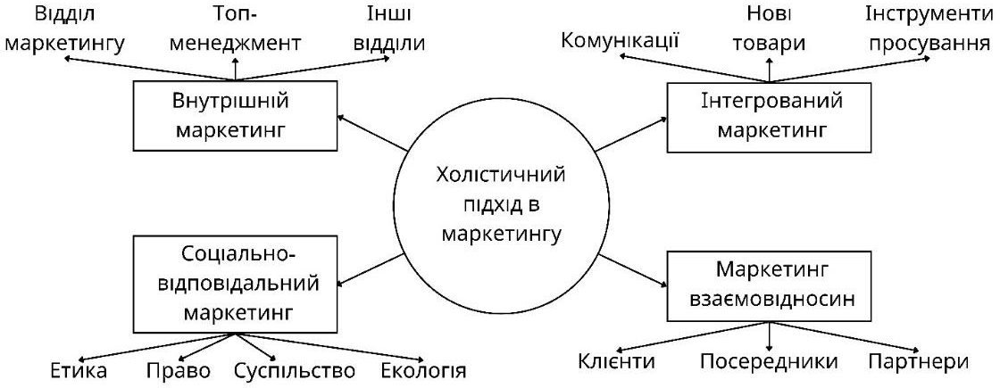 Відділ
маркетингу
Топ-
менеджмент
Інші
відділи
Внутрішній
маркетинг
Комунікації
Нові
товари
Інструменти
просування
Інтегрований
маркетинг
Холістичний
підхід в
маркетингу
Соціально-
відповідальний
маркетинг
Етика
Право
Суспільство
Екологія
Маркетинг
взаємовідносин
Клієнти
Посередники
Партнери